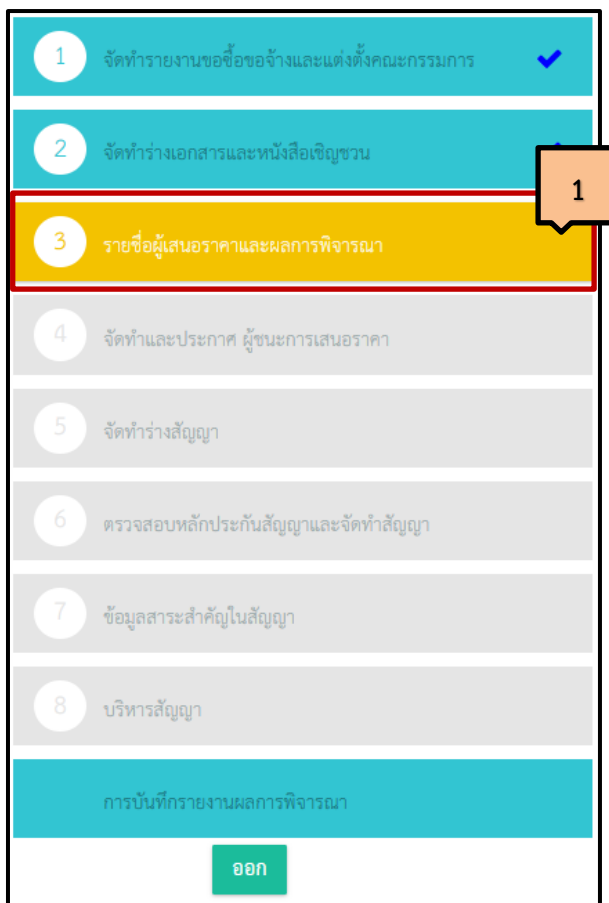 1 จัดทำรายงานขอซื้อขอจ้างและแต่งตั้งคณะกรรมการ
2 จัดทำร่างเอกสารและหนังสือเชิญชวน
1
3 รายชื่อผู้เสนอราคาและผลการพิจารณา
4 จัดทำและประกาศ ผู้ชนะการเสนอราคา
5 จัดทำร่างสัญญา
6 ตรวจสอบหลักประกันสัญญาและจัดทำสัญญา
7 ข้อมูลสาระสำคัญในสัญญา
8 บริหารสัญญา
การบันทึกรายงานผลการพิจารณา
ออก